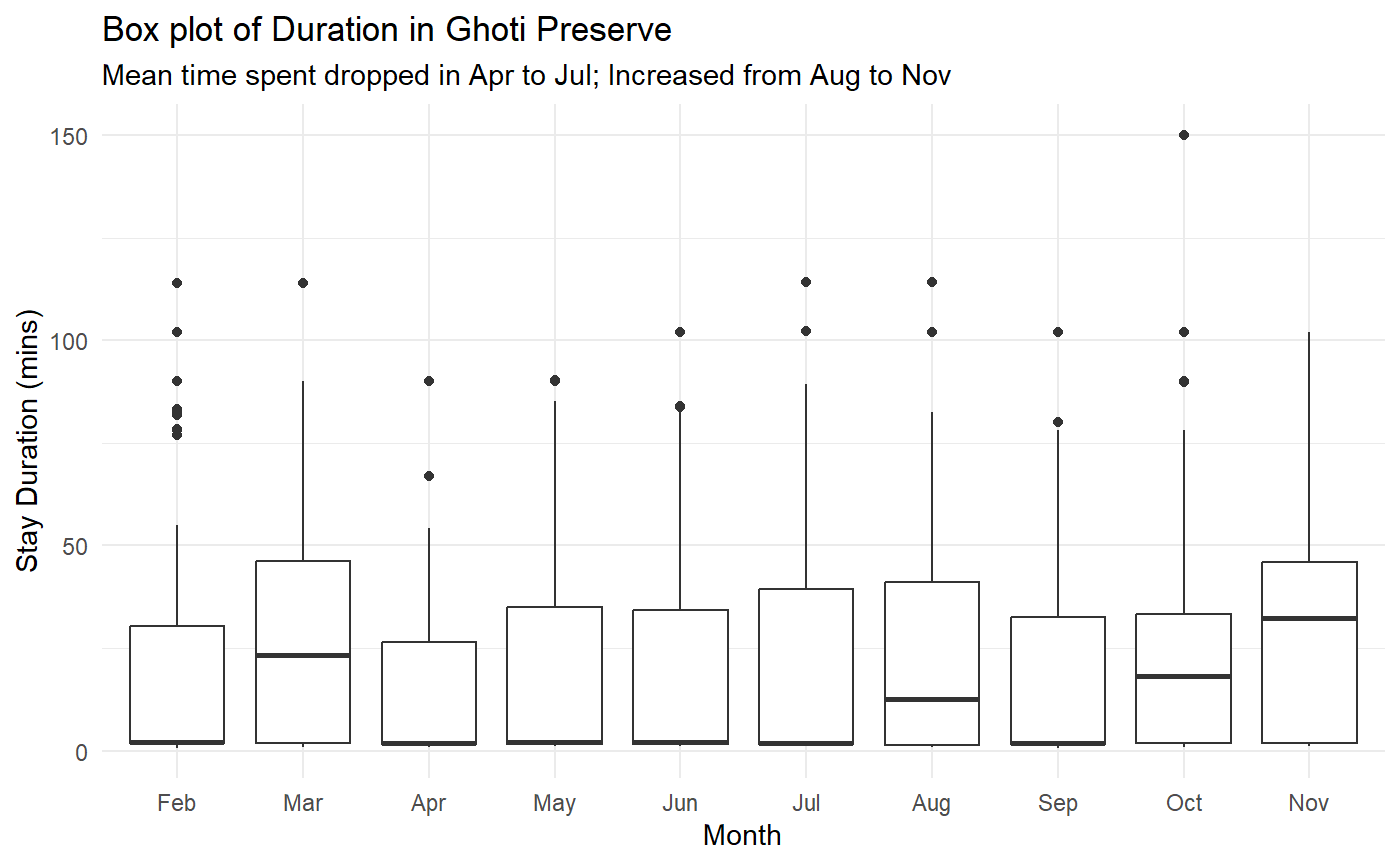 Box plot of Duration in Ghoti Preserve
Mean time spent dropped in Apr to Jul; Increased from Aug to Nov
Stay Duration (mins)
150
100
50
0
Feb Mar Apr May Jun Jul Aug Sep Oct Nov
Month